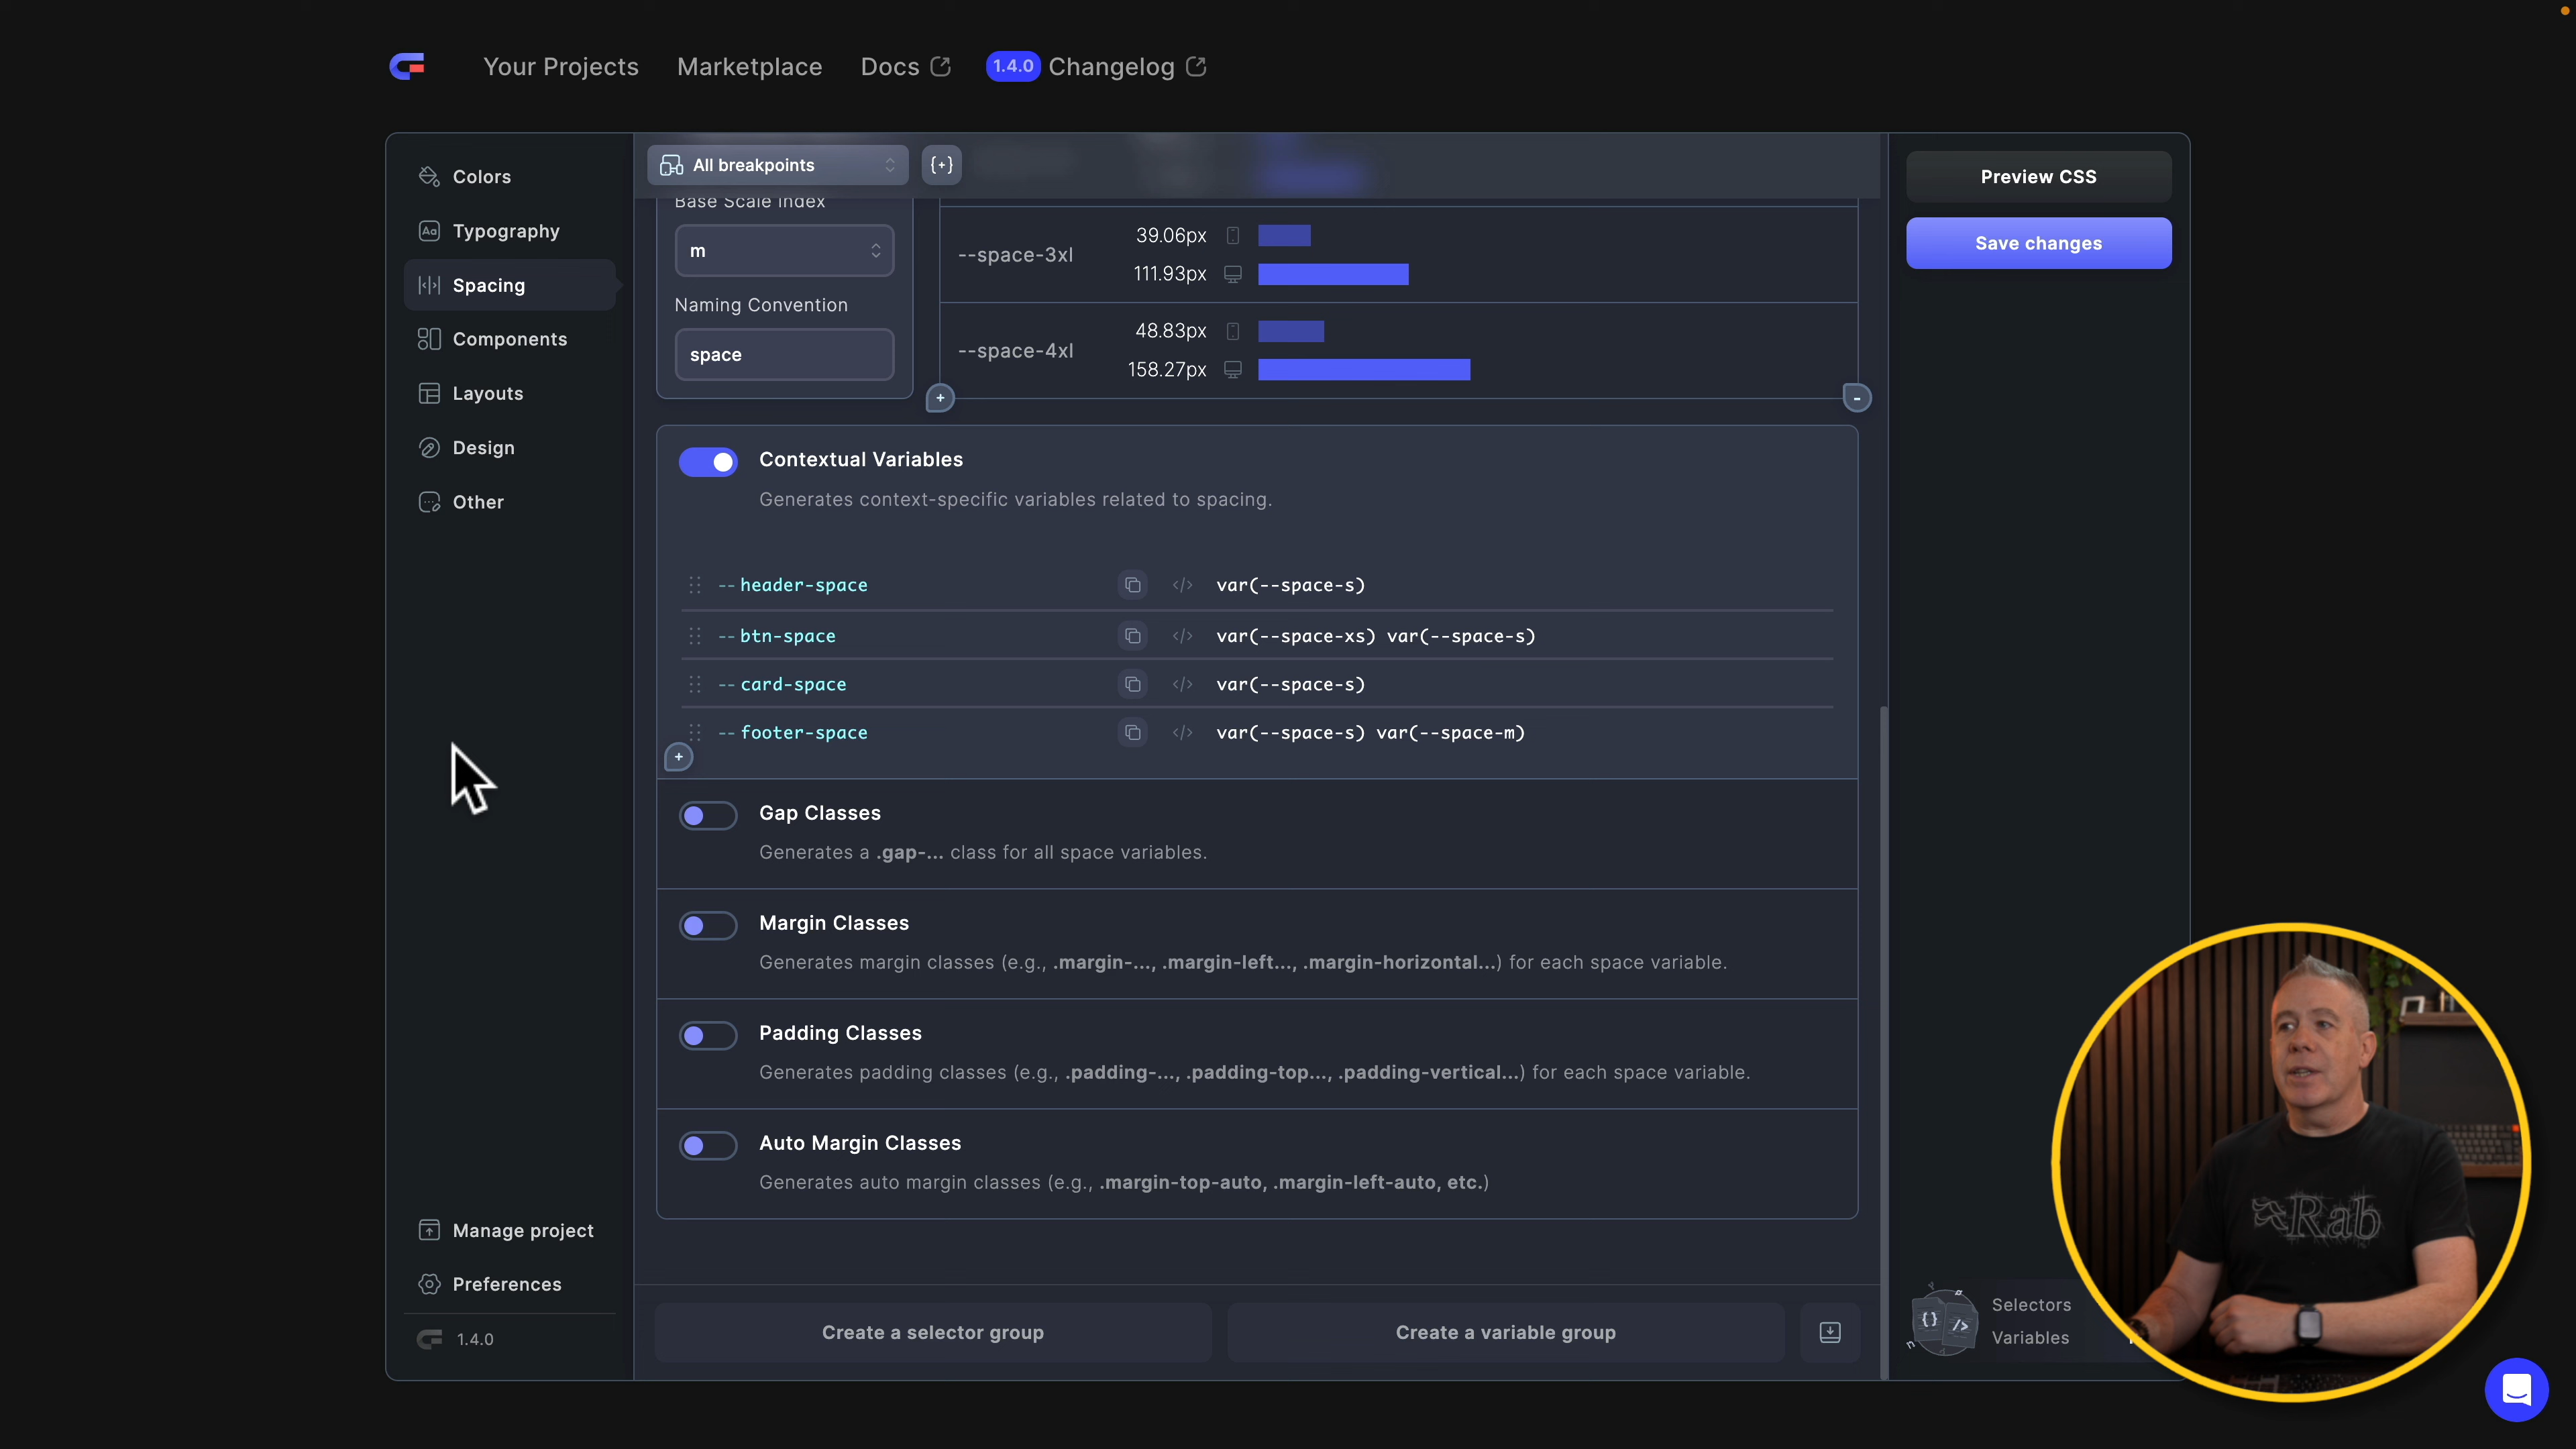 Your Projects
Marketplace
Docs
1.4.0 Changelog
Colors
Typography
Spacing
Components
Layouts
Design
Other
Manage project
Preferences
1.4.0
All breakpoints
{+}
Base Scale Index
m
Naming Convention
space
--space-3xl
39.06px
111.93px
--space-4xl
48.83px
158.27px
+
-
Contextual Variables
Generates context-specific variables related to spacing.
--header-space </> var(--space-s)
--btn-space </> var(--space-xs) var(--space-s)
--card-space </> var(--space-s)
--footer-space </> var(--space-s) var(--space-m)
+
Gap Classes
Generates a .gap-... class for all space variables.
Margin Classes
Generates margin classes (e.g., .margin-..., .margin-left..., .margin-horizontal...) for each space variable.
Padding Classes
Generates padding classes (e.g., .padding-..., .padding-top..., .padding-vertical...) for each space variable.
Auto Margin Classes
Generates auto margin classes (e.g., .margin-top-auto, .margin-left-auto, etc.)
Create a selector group
Create a variable group
Preview CSS
Save changes
Selectors
Variables
Rab